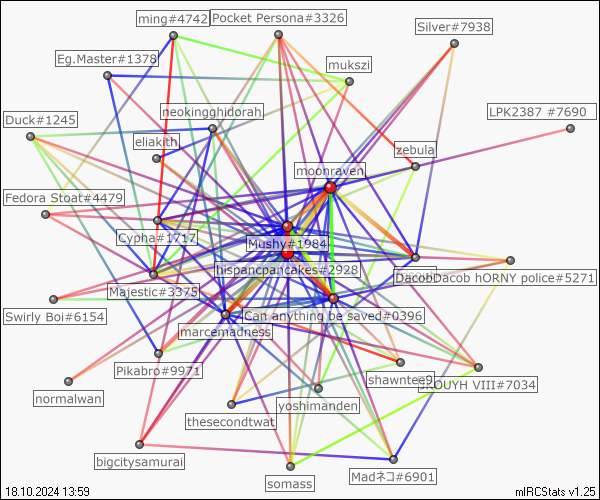 ming#4742
Pocket Persona#3326
Silver#7938
Eg.Master#1378
mukszi
neokingghidorah
LPK2387 #7690
Duck#1245
eliakith
zebula
moonraven
Fedora Stoat#4479
Cypha#1717
Mushy#1984
hispancpancakes#2928
DacobDacob hORNY police#5271
Majestic#3375
Swirly Boi#6154
Can anything be saved#0396
marcemadness
Pikabro#9971
shawntee9
VIII#7034
normalwan
yoshimanden
thesecondtwat
bigcitysamurai
somass
Madネコ#6901
18.10.2024 13:59
mIRCStats v1.25